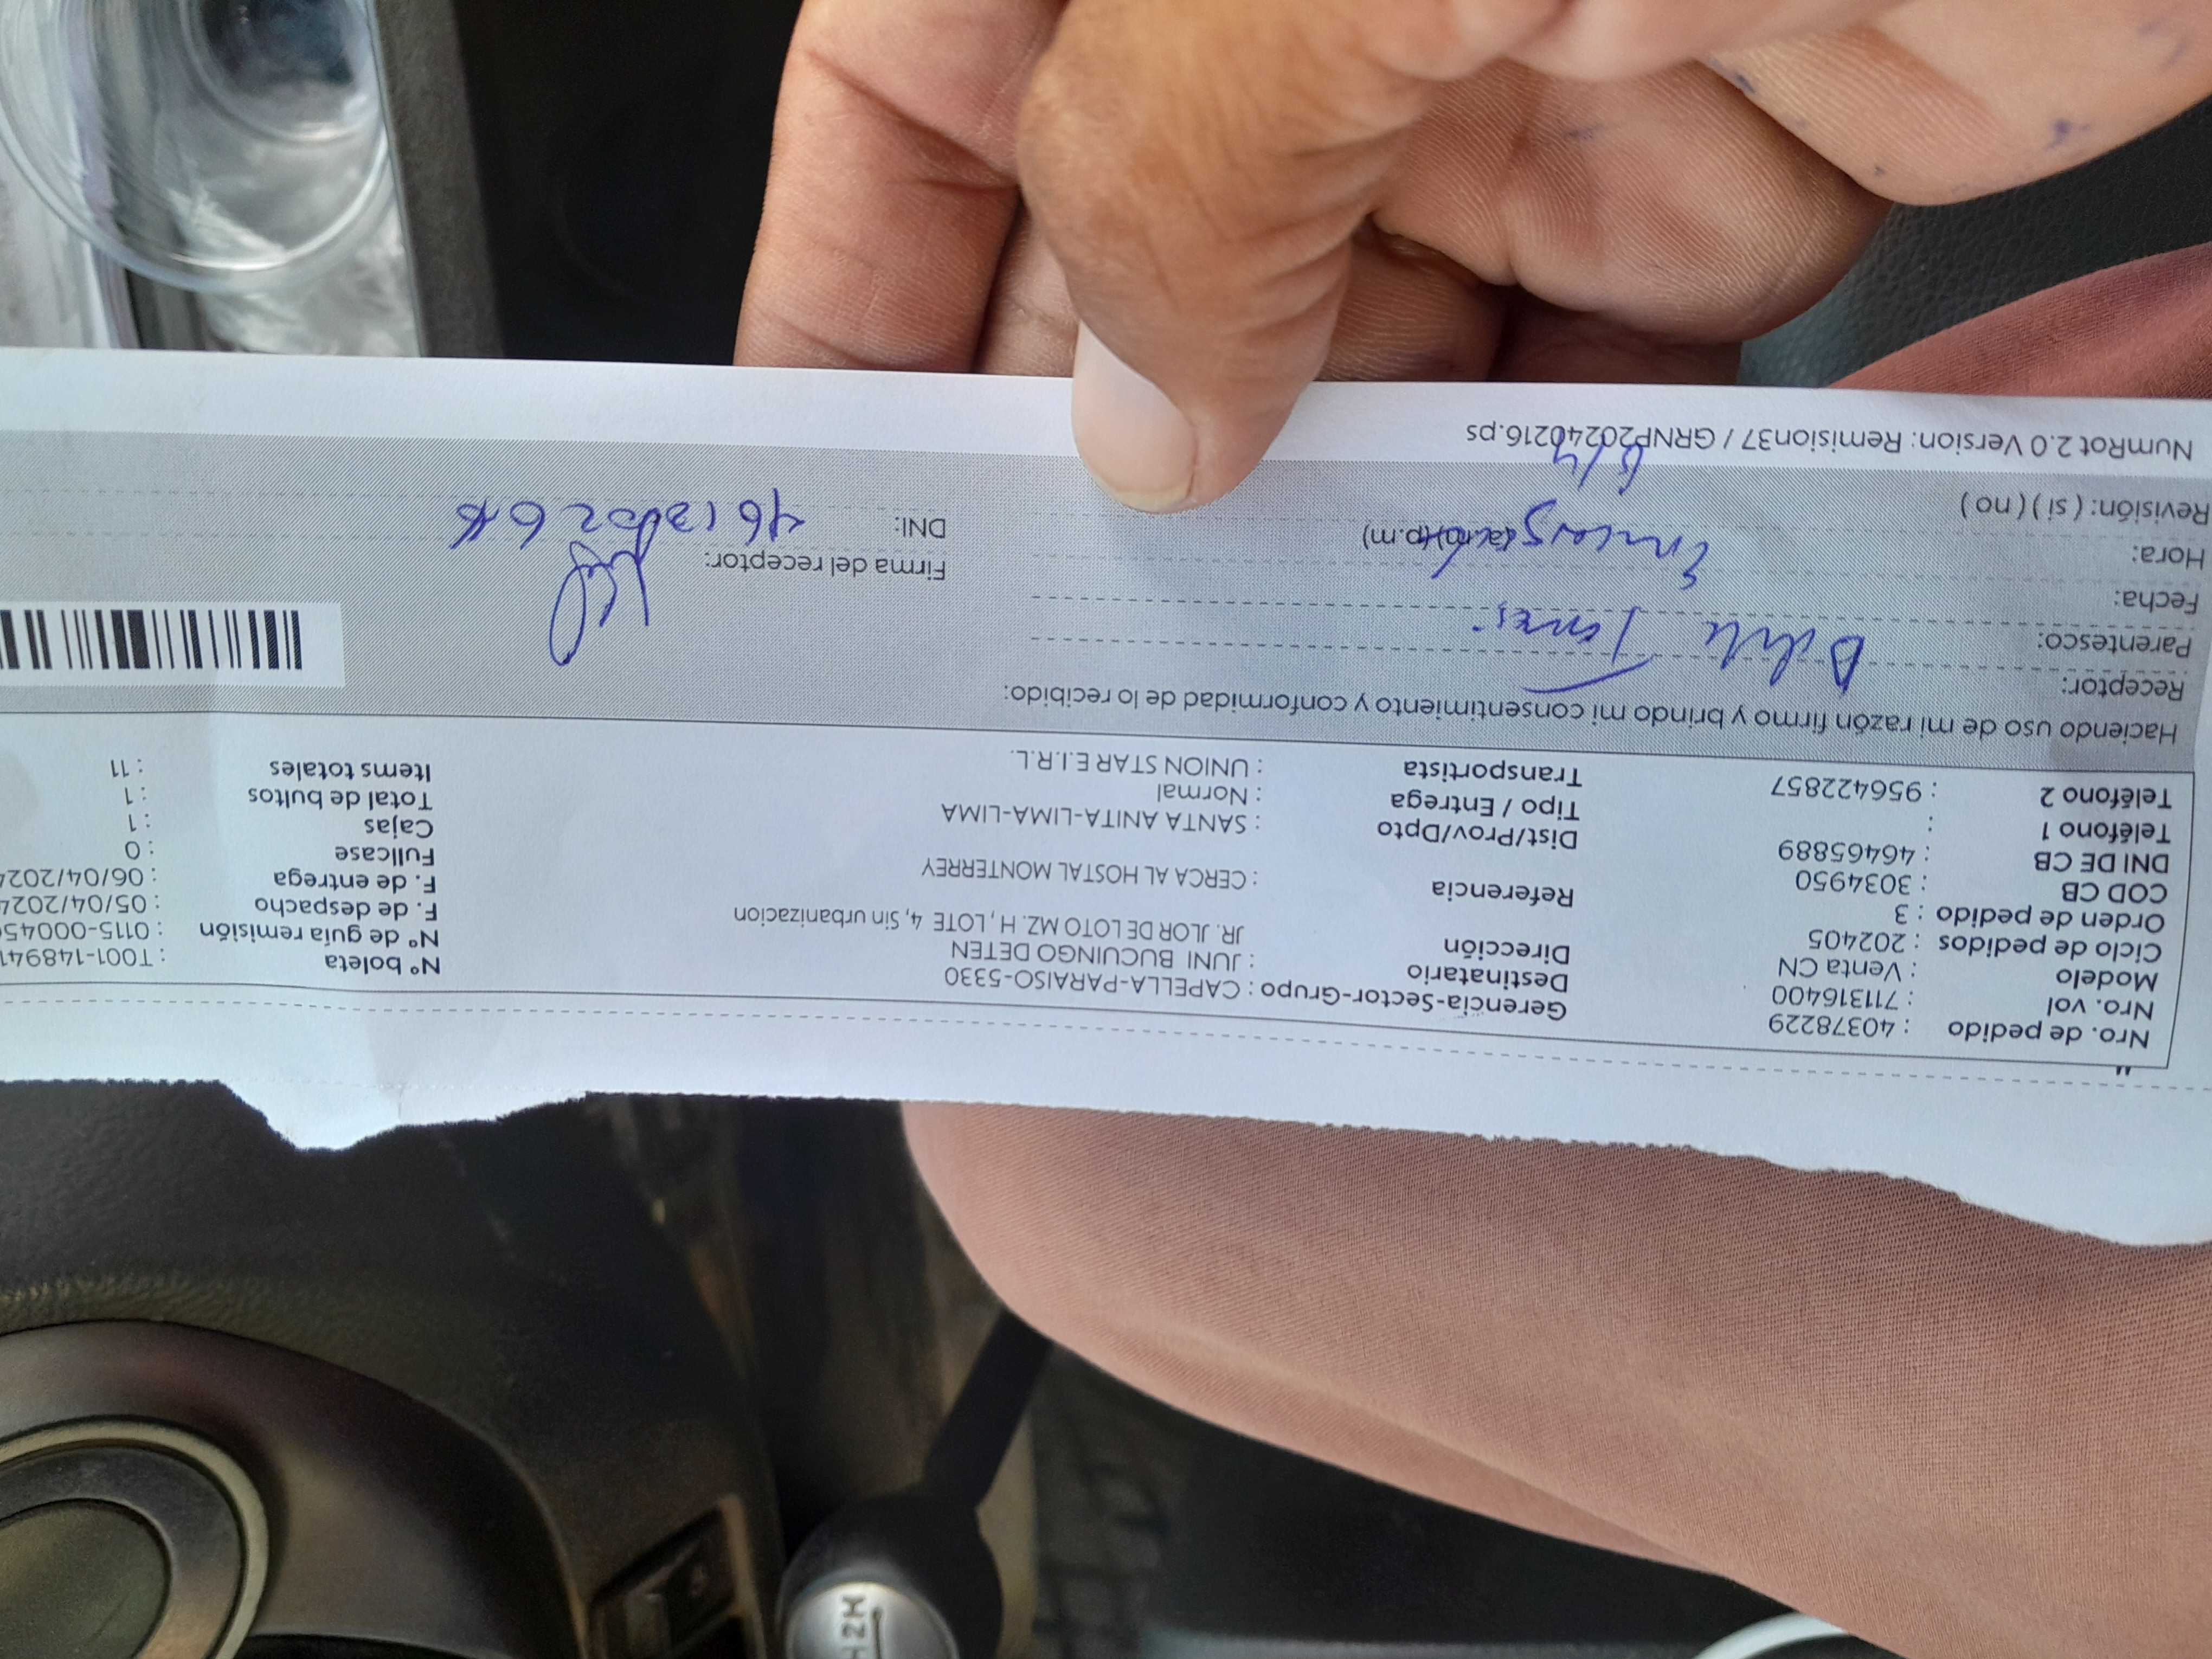 Nro. de pedido : 40378229
Nro. vol : 711316400
Modelo : Venta CN
Ciclo de pedidos : 202405
Orden de pedido : 3
COD CB : 3034950
DNI DE CB : 46465889
Teléfono 1 :
Teléfono 2 : 956422857
Gerencia-Sector-Grupo : CAPELLA-PARAISO-5330
Destinatario : JUNI BUCUINGO DETEN
Dirección JR. JLOR DE LOTO MZ. H, LOTE 4, Sin urbanizacion
Referencia : CERCA AL HOSTAL MONTERREY
Dist/Prov/Dpto : SANTA ANITA-LIMA-LIMA
Tipo / Entrega : Normal
Transportista : UNION STAR E.I.R.L.
Nº boleta : T001-148941
Nº de guía remisión : 0115-00045
F. de despacho : 05/04/2024
F. de entrega : 06/04/2024
Fullcase : 0
Cajas : 1
Total de bultos : 1
Items totales : 11
Haciendo uso de mi razón firmo y brindo mi consentimiento y conformidad de lo recibido:
Receptor:
Parentesco:
Fecha:
Hora: (a.m) (p.m)
Revisión: ( si ) ( no )
6/4
Firma del receptor:
DNI:
NumRot 2.0 Version: Remision37 / GRNP20240216.ps
H 2H